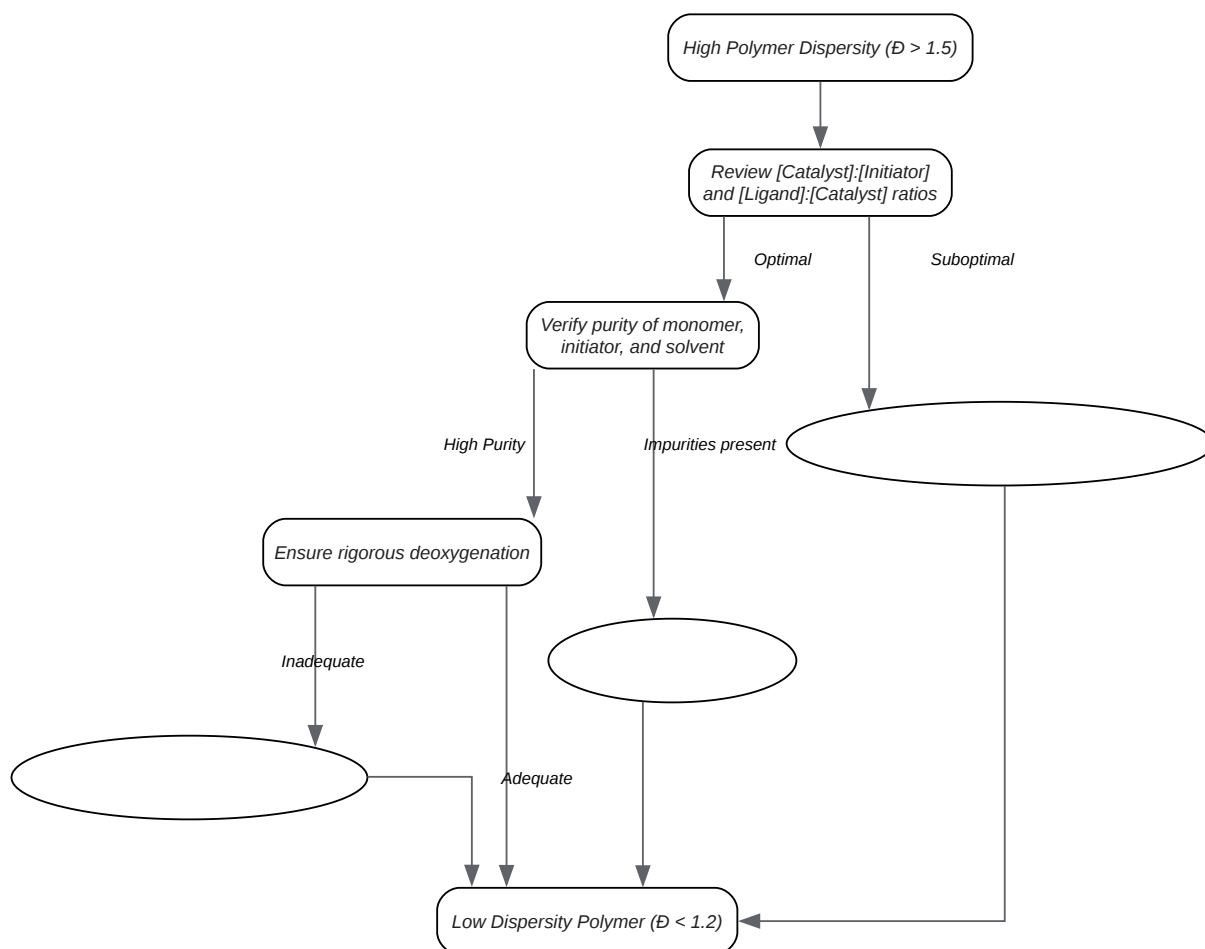 High Polymer Dispersity (Đ > 1.5)
Review [Catalyst]:[Initiator]
and [Ligand]:[Catalyst] ratios
Optimal
Suboptimal
Verify purity of monomer,
initiator, and solvent
High Purity
Impurities present
Ensure rigorous deoxygenation
Inadequate
Adequate
Low Dispersity Polymer (Đ < 1.2)